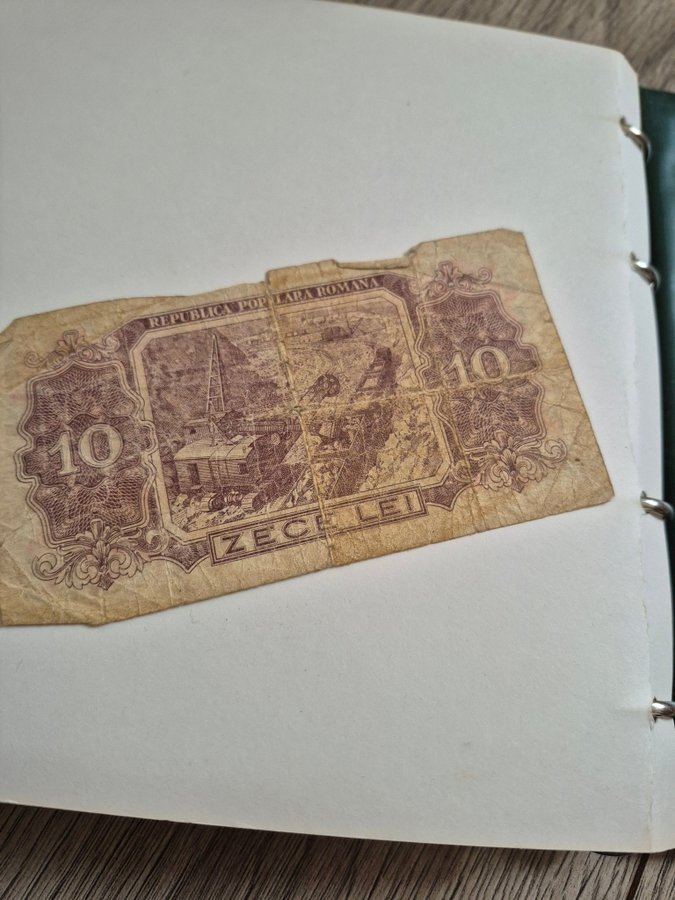 REPUBLICA POPULARA ROMANA
10
10
ZECE LEI